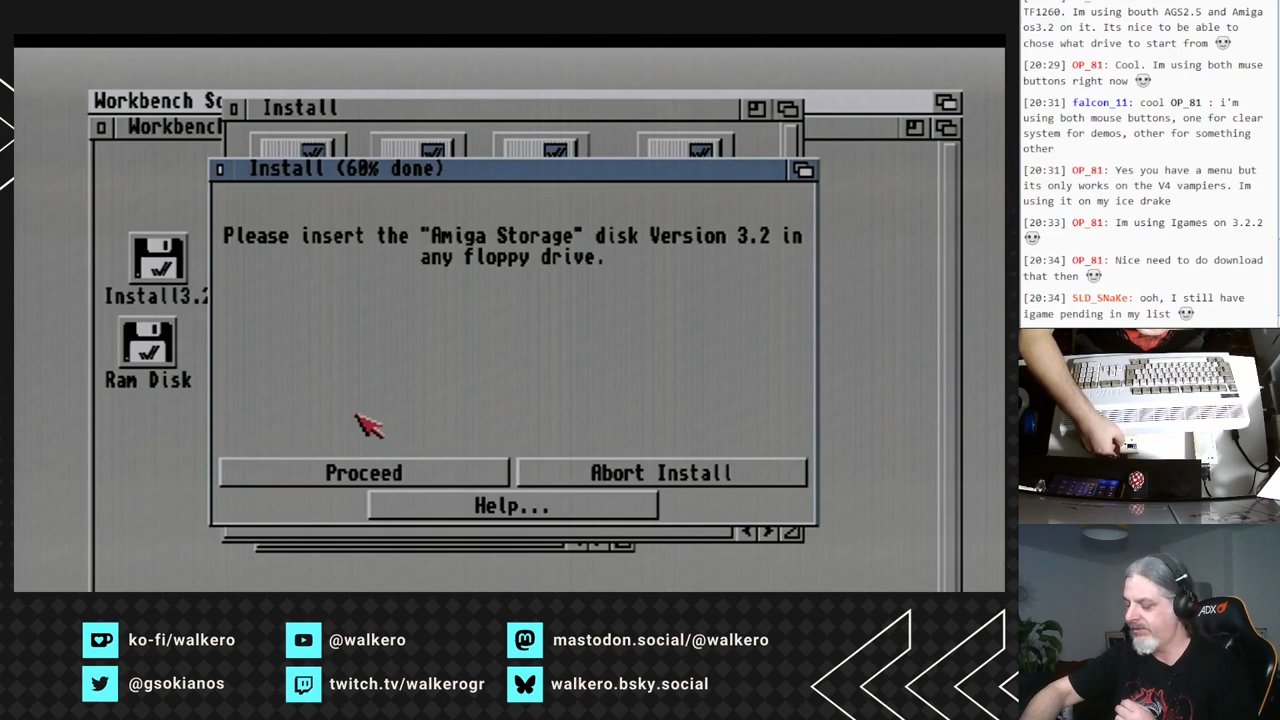 Workbench Sc
Workbench
Install
Install (60% done)
Please insert the "Amiga Storage" disk Version 3.2 in
any floppy drive.
Proceed
Abort Install
Help...
Install3.2
Ram Disk
TF1260. Im using bouth AGS2.5 and Amiga
os3.2 on it. Its nice to be able to
chose what drive to start from
[20:29] OP_81: Cool. Im using both muse
buttons right now
[20:31] falcon_11: cool OP_81 : i'm
using both mouse buttons, one for clear
system for demos, other for something
other
[20:31] OP_81: Yes you have a menu but
its only works on the V4 vampiers. Im
using it on my ice drake
[20:33] OP_81: Im using Igames on 3.2.2
[20:34] OP_81: Nice need to do download
that then
[20:34] SLD_SNaKe: ooh, I still have
igame pending in my list
ADX
ko-fi/walkero
@walkero
mastodon.social/@walkero
@gsokianos
twitch.tv/walkerogr
walkero.bsky.social